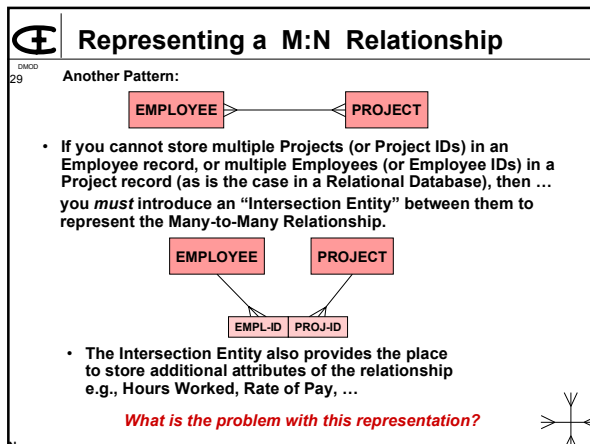 Representing a M:N Relationship
DMOD
29
Another Pattern:
EMPLOYEE
PROJECT
• If you cannot store multiple Projects (or Project IDs) in an
Employee record, or multiple Employees (or Employee IDs) in a
Project record (as is the case in a Relational Database), then …
you must introduce an “Intersection Entity” between them to
represent the Many-to-Many Relationship.
EMPLOYEE
PROJECT
EMPL-ID
PROJ-ID
• The Intersection Entity also provides the place
to store additional attributes of the relationship
e.g., Hours Worked, Rate of Pay, …
What is the problem with this representation?